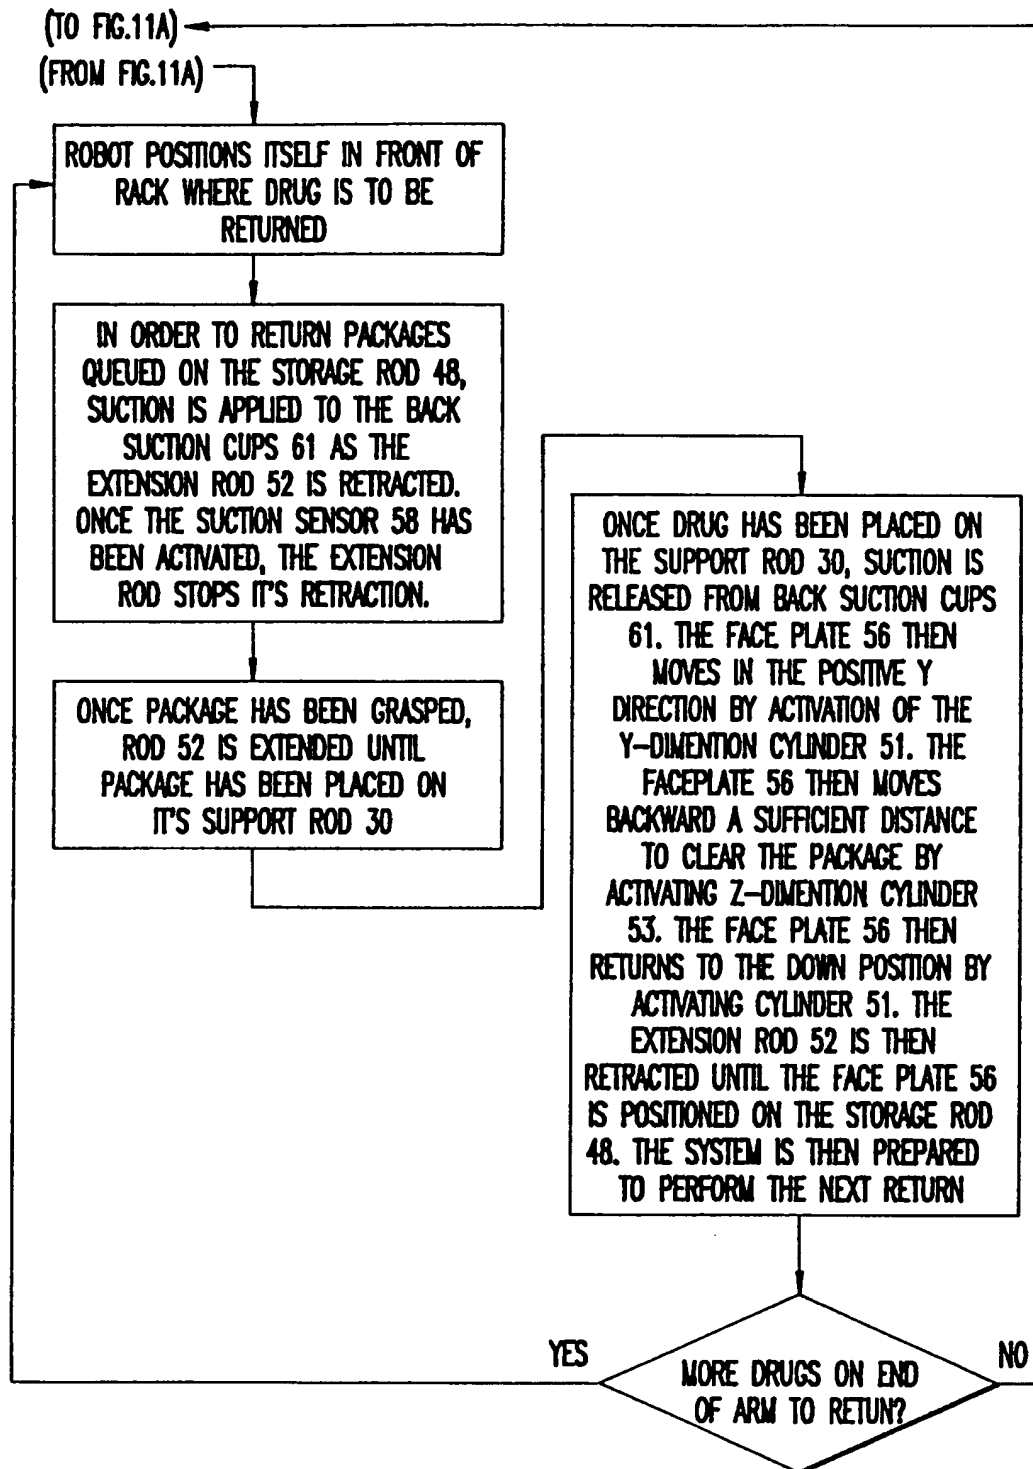 (TO FIG.11A)
(FROM FIG.11A)
ROBOT POSITIONS ITSELF IN FRONT OF
RACK WHERE DRUG IS TO BE
RETURNED
IN ORDER TO RETURN PACKAGES
QUEUED ON THE STORAGE ROD 48,
SUCTION IS APPLIED TO THE BACK
SUCTION CUPS 61 AS THE
EXTENSION ROD 52 IS RETRACTED.
ONCE THE SUCTION SENSOR 58 HAS
BEEN ACTIVATED, THE EXTENSION
ROD STOPS IT'S RETRACTION.
ONCE PACKAGE HAS BEEN GRASPED,
ROD 52 IS EXTENDED UNTIL
PACKAGE HAS BEEN PLACED ON
IT'S SUPPORT ROD 30
ONCE DRUG HAS BEEN PLACED ON
THE SUPPORT ROD 30, SUCTION IS
RELEASED FROM BACK SUCTION CUPS
61. THE FACE PLATE 56 THEN
MOVES IN THE POSITIVE Y
DIRECTION BY ACTIVATION OF THE
Y-DIMENTION CYLINDER 51. THE
FACEPLATE 56 THEN MOVES
BACKWARD A SUFFICIENT DISTANCE
TO CLEAR THE PACKAGE BY
ACTIVATING Z-DIMENTION CYLINDER
53. THE FACE PLATE 56 THEN
RETURNS TO THE DOWN POSITION BY
ACTIVATING CYLINDER 51. THE
EXTENSION ROD 52 IS THEN
RETRACTED UNTIL THE FACE PLATE 56
IS POSITIONED ON THE STORAGE ROD
48. THE SYSTEM IS THEN PREPARED
TO PERFORM THE NEXT RETURN
YES
MORE DRUGS ON END
OF ARM TO RETUN?
NO